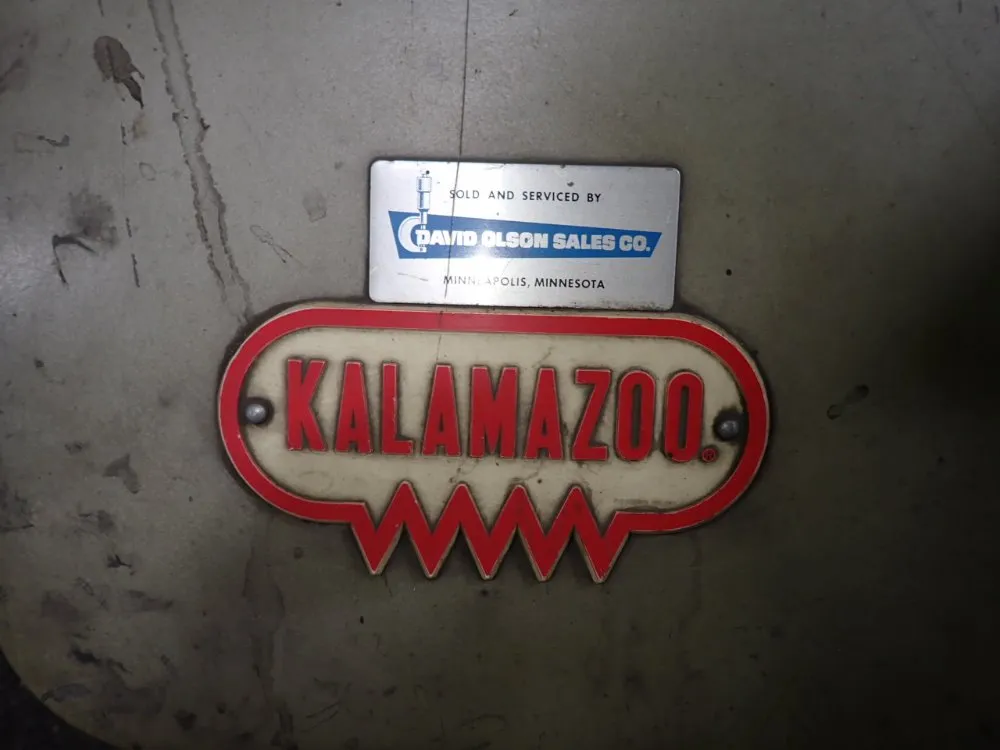 SOLD AND SERVICED BY
DAVID OLSON SALES CO.
MINNEAPOLIS, MINNESOTA
KALAMAZOO®